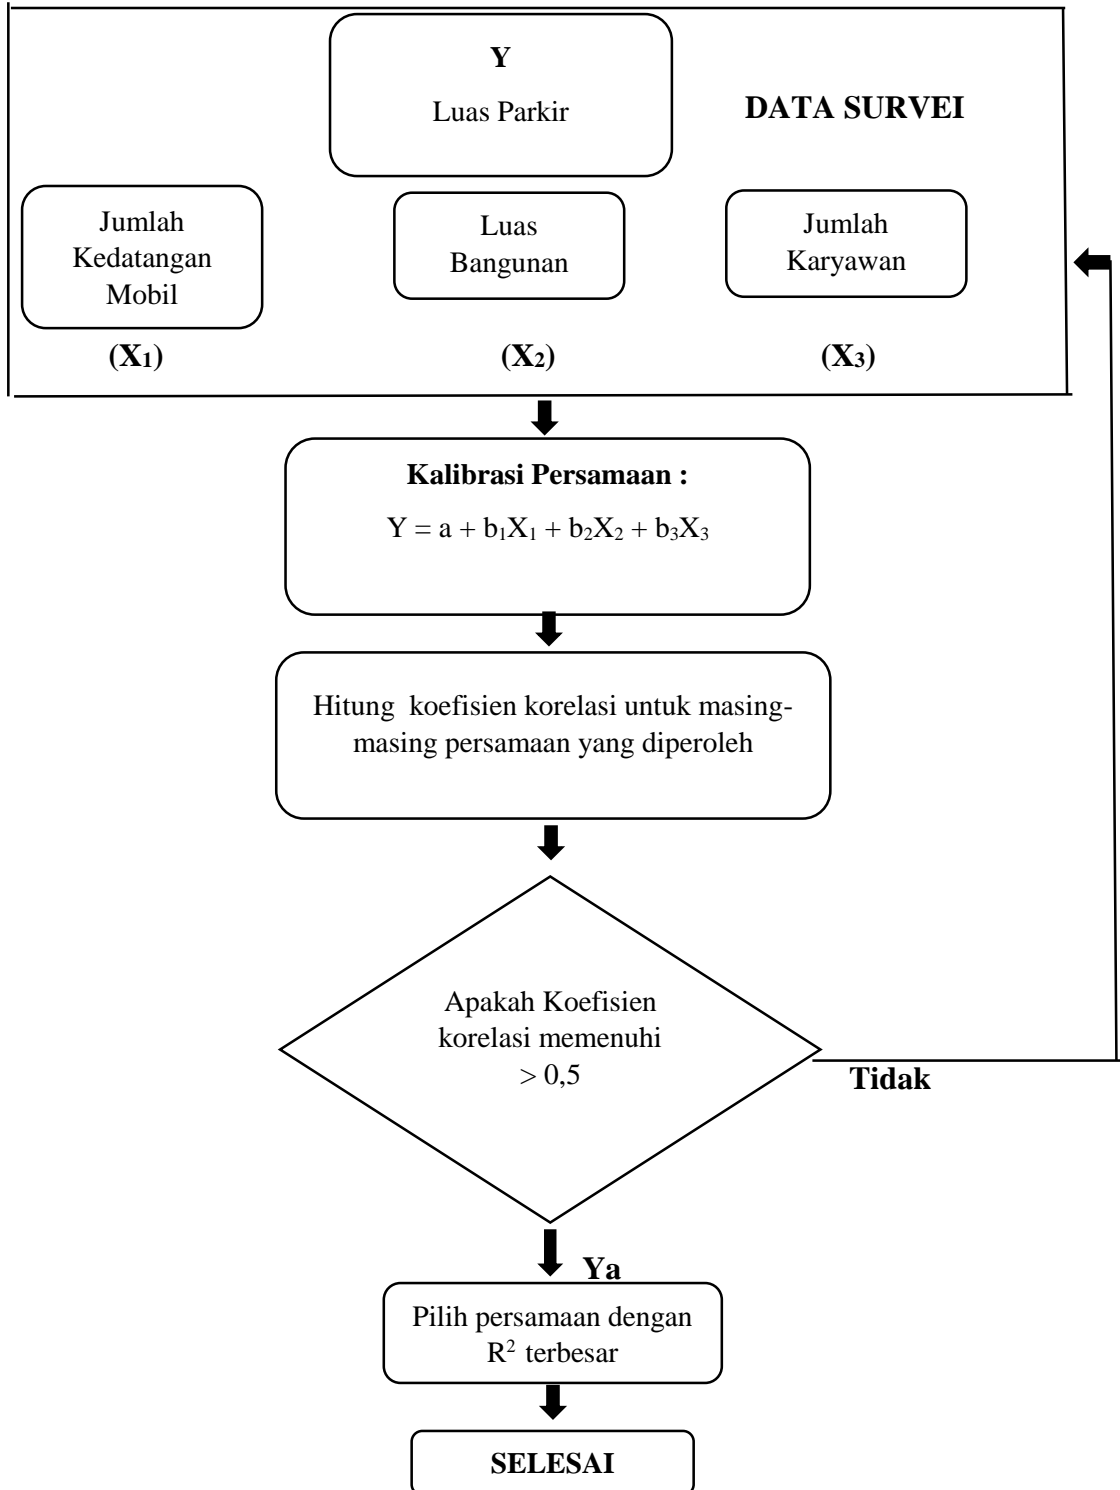 Y
Luas Parkir
DATA SURVEI
Jumlah
Kedatangan
Mobil
Luas
Bangunan
Jumlah
Karyawan
(X₁)
(X₂)
(X₃)
Kalibrasi Persamaan :
Y = a + b₁X₁ + b₂X₂ + b₃X₃
Hitung  koefisien korelasi untuk masing-
masing persamaan yang diperoleh
Apakah Koefisien
korelasi memenuhi
> 0,5
Tidak
Ya
Pilih persamaan dengan
R² terbesar
SELESAI